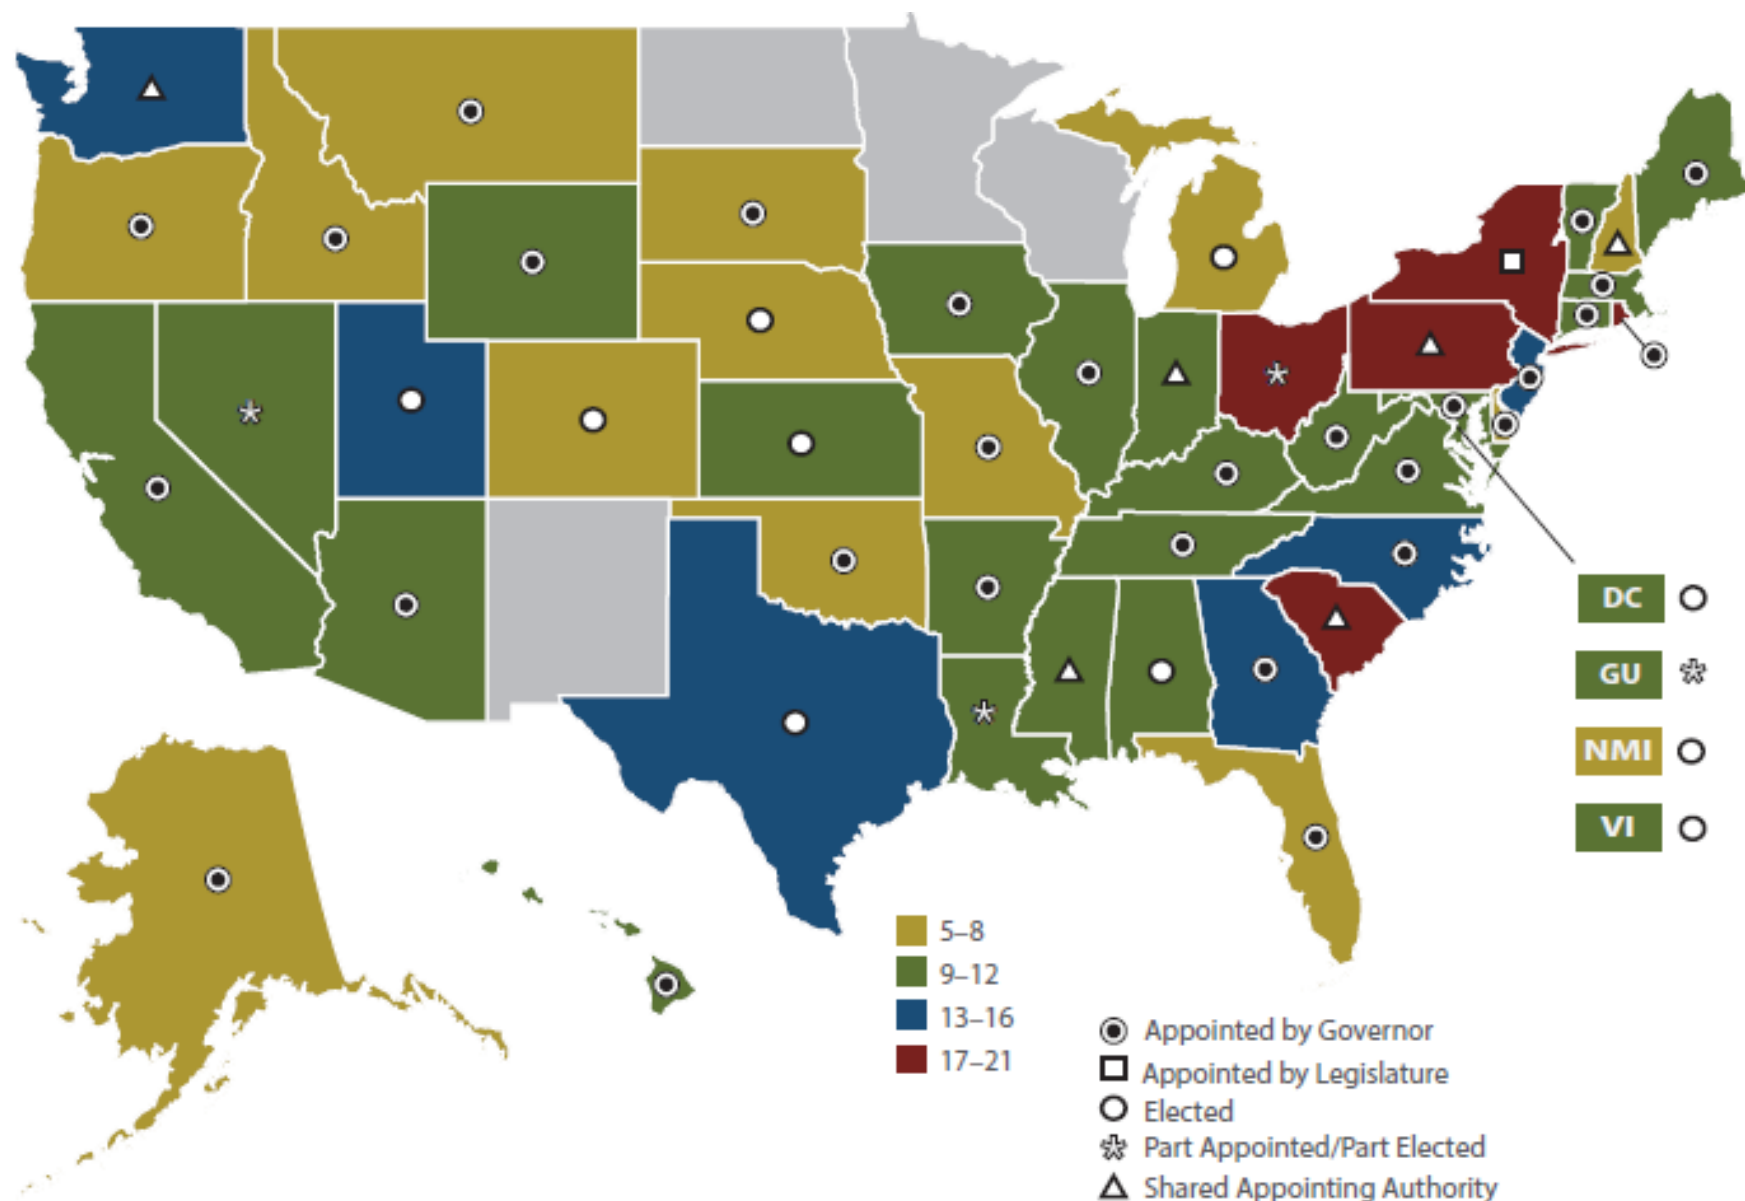 DC
GU
NMI
VI
5–8
9–12
13–16
17–21
Appointed by Governor
Appointed by Legislature
Elected
Part Appointed/Part Elected
Shared Appointing Authority